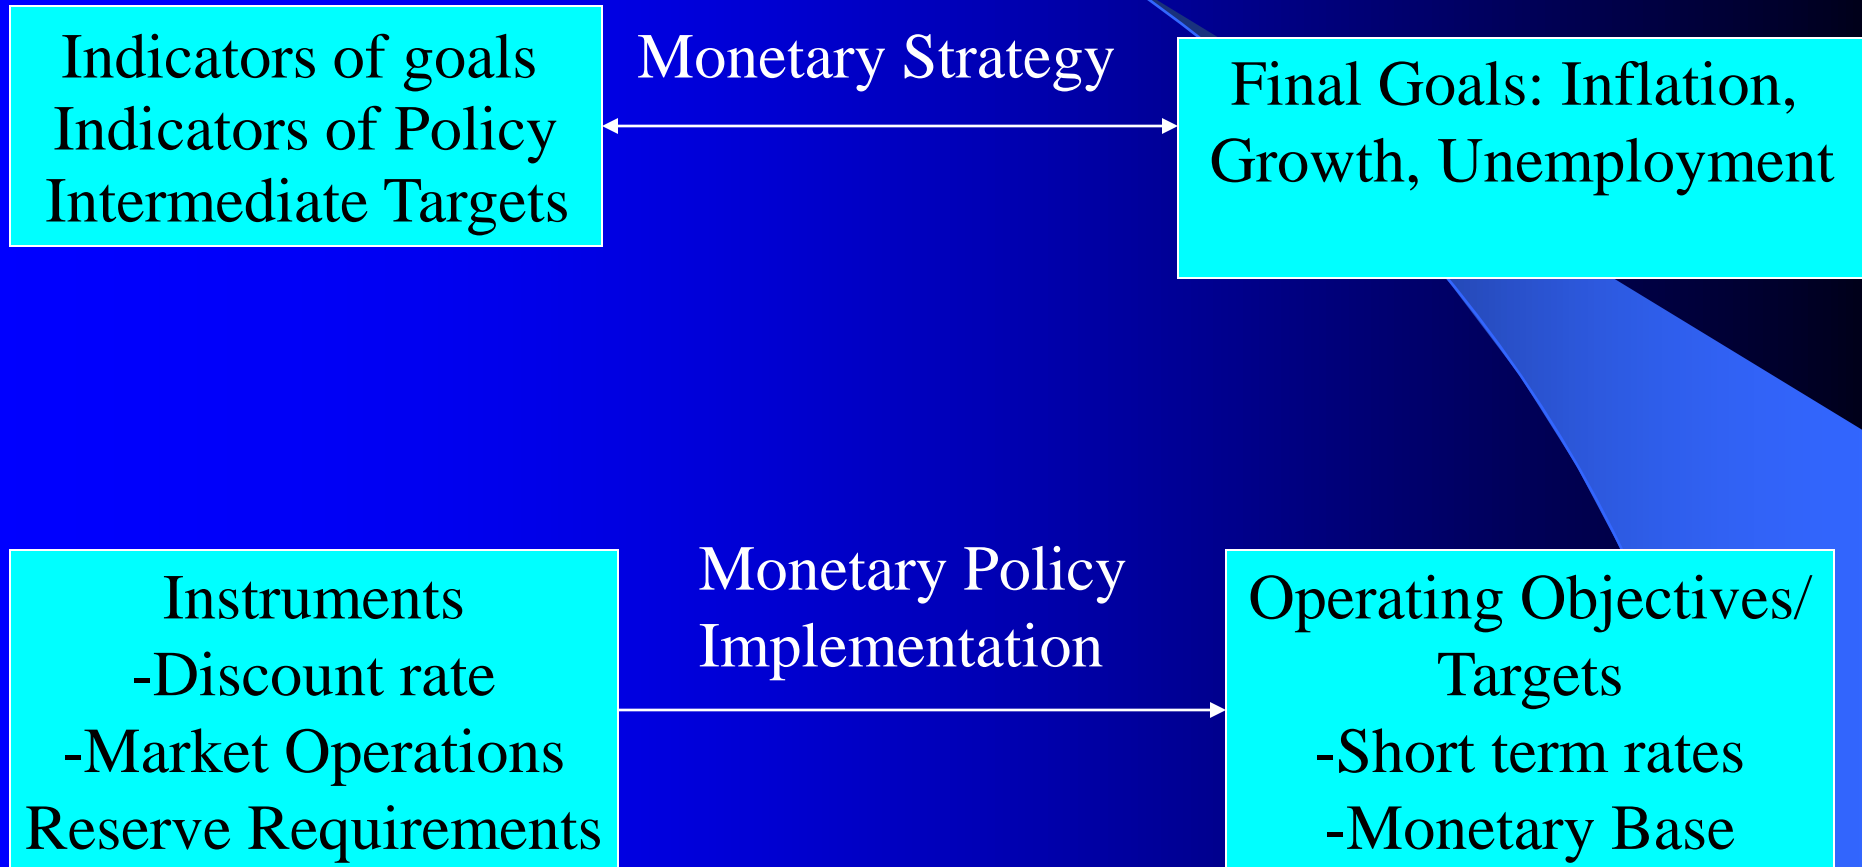 Indicators of goals
Indicators of Policy
Intermediate Targets
Monetary Strategy
Final Goals: Inflation,
Growth, Unemployment
Instruments
-Discount rate
-Market Operations
Reserve Requirements
Monetary Policy
Implementation
Operating Objectives/
Targets
-Short term rates
-Monetary Base